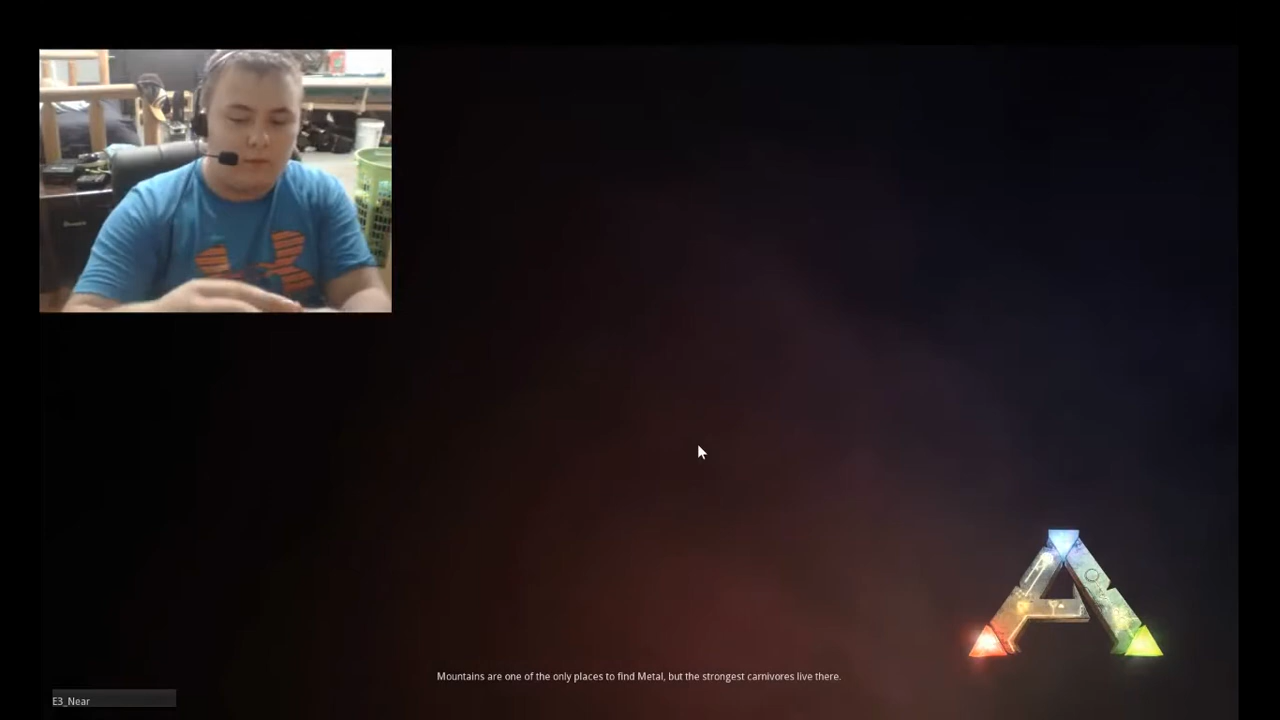 Mountains are one of the only places to find Metal, but the strongest carnivores live there.
E3_Near